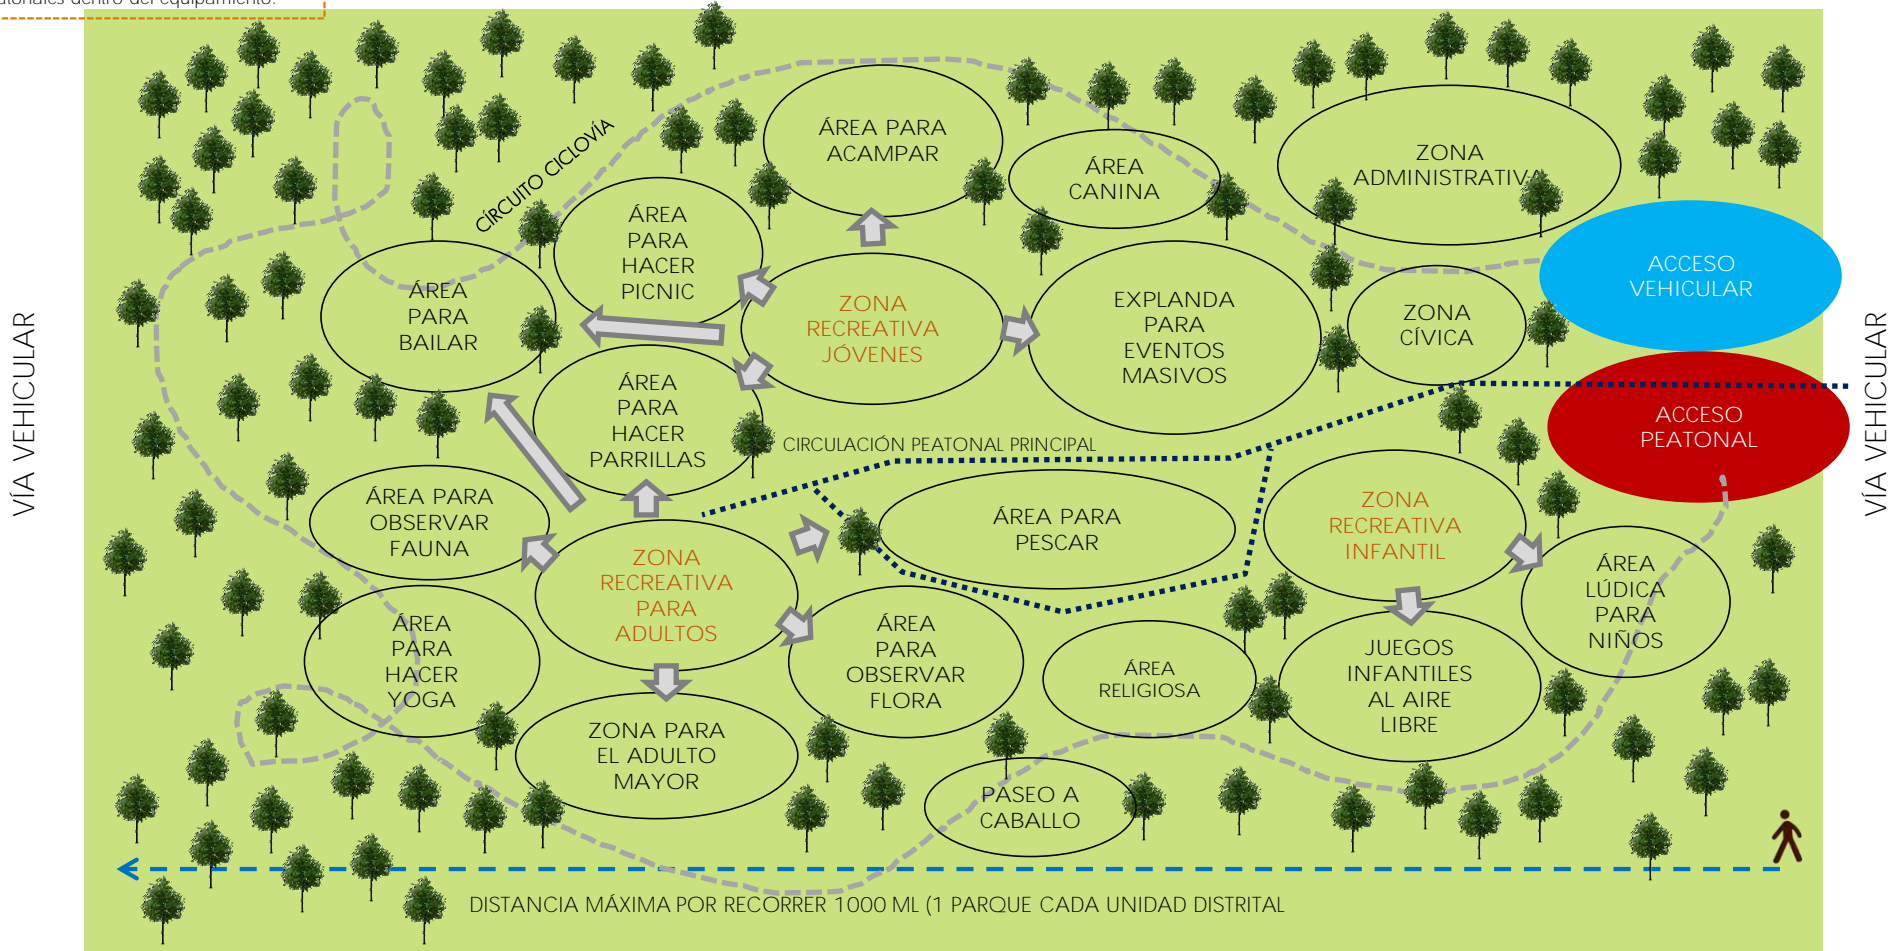 dentro del equipamiento.
CÍRCUITO CICLOVÍA
ÁREA PARA
ACAMPAR
ÁREA
CANINA
ZONA
ADMINISTRATIVA
ÁREA
PARA
HACER
PICNIC
ÁREA
PARA
BAILAR
ZONA
RECREATIVA
JÓVENES
EXPLANDA
PARA
EVENTOS
MASIVOS
ZONA
CÍVICA
ACCESO
VEHICULAR
VÍA VEHICULAR
VÍA VEHICULAR
ÁREA
PARA
HACER
PARRILLAS
ACCESO
PEATONAL
CIRCULACIÓN PEATONAL PRINCIPAL
ÁREA PARA
OBSERVAR
FAUNA
ÁREA PARA
PESCAR
ZONA
RECREATIVA
INFANTIL
ZONA
RECREATIVA
PARA
ADULTOS
ÁREA
LÚDICA
PARA
NIÑOS
ÁREA
PARA
HACER
YOGA
ÁREA
PARA
OBSERVAR
FLORA
ÁREA
RELIGIOSA
JUEGOS
INFANTILES
AL AIRE
LIBRE
ZONA PARA
EL ADULTO
MAYOR
PASEO A
CABALLO
DISTANCIA MÁXIMA POR RECORRER 1000 ML (1 PARQUE CADA UNIDAD DISTRITAL